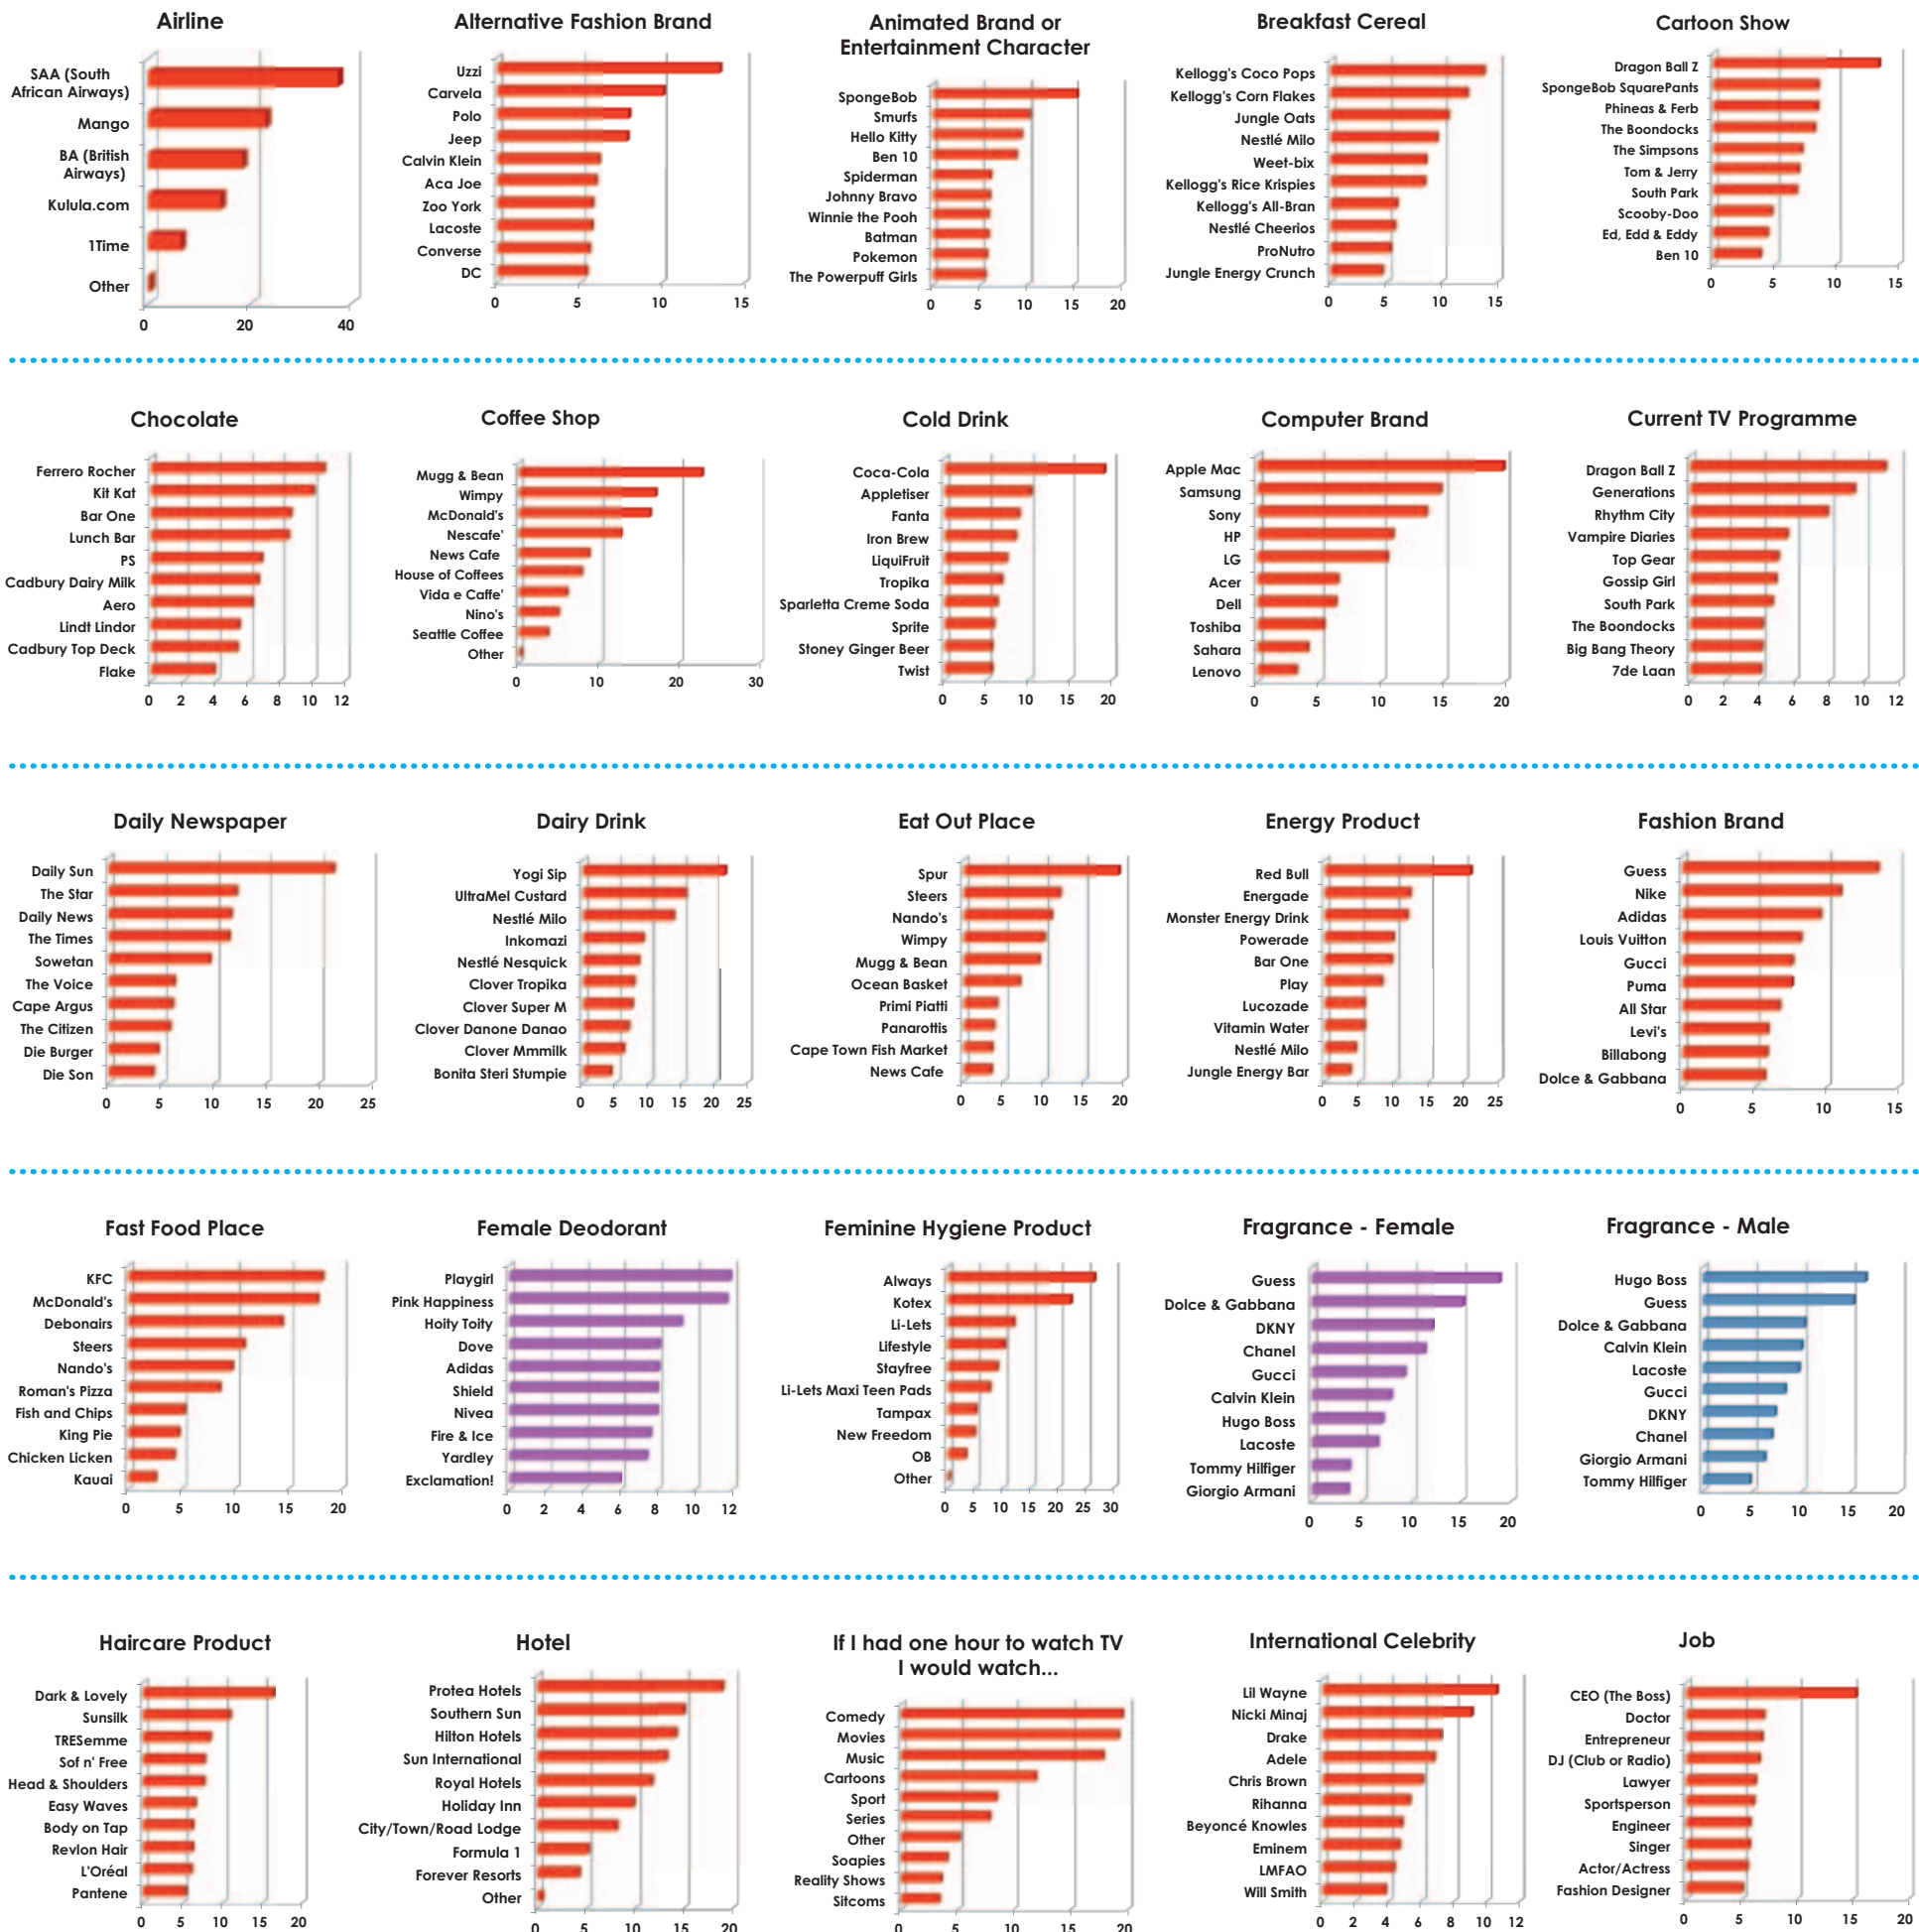 Airline
SAA (South
African Airways)
Mango
BA (British
Airways)
Kulula.com
1Time
Other
0 20 40
Alternative Fashion Brand
Uzzi
Carvela
Polo
Jeep
Calvin Klein
Aca Joe
Zoo York
Lacoste
Converse
DC
0 5 10 15
Animated Brand or
Entertainment Character
SpongeBob
Smurfs
Hello Kitty
Ben 10
Spiderman
Johnny Bravo
Winnie the Pooh
Batman
Pokemon
The Powerpuff Girls
0 5 10 15 20
Breakfast Cereal
Kellogg's Coco Pops
Kellogg's Corn Flakes
Jungle Oats
Nestlé Milo
Weet-bix
Kellogg's Rice Krispies
Kellogg's All-Bran
Nestlé Cheerios
ProNutro
Jungle Energy Crunch
0 5 10 15
Cartoon Show
Dragon Ball Z
SpongeBob SquarePants
Phineas & Ferb
The Boondocks
The Simpsons
Tom & Jerry
South Park
Scooby-Doo
Ed, Edd & Eddy
Ben 10
0 5 10 15
Chocolate
Ferrero Rocher
Kit Kat
Bar One
Lunch Bar
PS
Cadbury Dairy Milk
Aero
Lindt Lindor
Cadbury Top Deck
Flake
0 2 4 6 8 10 12
Coffee Shop
Mugg & Bean
Wimpy
McDonald's
Nescafe'
News Cafe
House of Coffees
Vida e Caffe'
Nino's
Seattle Coffee
Other
0 10 20 30
Cold Drink
Coca-Cola
Appletiser
Fanta
Iron Brew
LiquiFruit
Tropika
Sparletta Creme Soda
Sprite
Stoney Ginger Beer
Twist
0 5 10 15 20
Computer Brand
Apple Mac
Samsung
Sony
HP
LG
Acer
Dell
Toshiba
Sahara
Lenovo
0 5 10 15 20
Current TV Programme
Dragon Ball Z
Generations
Rhythm City
Vampire Diaries
Top Gear
Gossip Girl
South Park
The Boondocks
Big Bang Theory
7de Laan
0 2 4 6 8 10 12
Daily Newspaper
Daily Sun
The Star
Daily News
The Times
Sowetan
The Voice
Cape Argus
The Citizen
Die Burger
Die Son
0 5 10 15 20 25
Dairy Drink
Yogi Sip
UltraMel Custard
Nestlé Milo
Inkomazi
Nestlé Nesquick
Clover Tropika
Clover Super M
Clover Danone Danao
Clover Mmmilk
Bonita Steri Stumpie
0 5 10 15 20 25
Eat Out Place
Spur
Steers
Nando's
Wimpy
Mugg & Bean
Ocean Basket
Primi Piatti
Panarottis
Cape Town Fish Market
News Cafe
0 5 10 15 20
Energy Product
Red Bull
Energade
Monster Energy Drink
Powerade
Bar One
Play
Lucozade
Vitamin Water
Nestlé Milo
Jungle Energy Bar
0 5 10 15 20 25
Fashion Brand
Guess
Nike
Adidas
Louis Vuitton
Gucci
Puma
All Star
Levi's
Billabong
Dolce & Gabbana
0 5 10 15
Fast Food Place
KFC
McDonald's
Debonairs
Steers
Nando's
Roman's Pizza
Fish and Chips
King Pie
Chicken Licken
Kauai
0 5 10 15 20
Female Deodorant
Playgirl
Pink Happiness
Hoity Toity
Dove
Adidas
Shield
Nivea
Fire & Ice
Yardley
Exclamation!
0 2 4 6 8 10 12
Feminine Hygiene Product
Always
Kotex
Li-Lets
Lifestyle
Stayfree
Li-Lets Maxi Teen Pads
Tampax
New Freedom
OB
Other
0 5 10 15 20 25 30
Fragrance - Female
Guess
Dolce & Gabbana
DKNY
Chanel
Gucci
Calvin Klein
Hugo Boss
Lacoste
Tommy Hilfiger
Giorgio Armani
0 5 10 15 20
Fragrance - Male
Hugo Boss
Guess
Dolce & Gabbana
Calvin Klein
Lacoste
Gucci
DKNY
Chanel
Giorgio Armani
Tommy Hilfiger
0 5 10 15 20
Haircare Product
Dark & Lovely
Sunsilk
TRESemme
Sof n' Free
Head & Shoulders
Easy Waves
Body on Tap
Revlon Hair
L'Oréal
Pantene
0 5 10 15 20
Hotel
Protea Hotels
Southern Sun
Hilton Hotels
Sun International
Royal Hotels
Holiday Inn
City/Town/Road Lodge
Formula 1
Forever Resorts
Other
0 5 10 15 20
If I had one hour to watch TV
I would watch...
Comedy
Movies
Music
Cartoons
Sport
Series
Other
Soapies
Reality Shows
Sitcoms
0 5 10 15 20
International Celebrity
Lil Wayne
Nicki Minaj
Drake
Adele
Chris Brown
Rihanna
Beyoncé Knowles
Eminem
LMFAO
Will Smith
0 2 4 6 8 10 12
Job
CEO (The Boss)
Doctor
Entrepreneur
DJ (Club or Radio)
Lawyer
Sportsperson
Engineer
Singer
Actor/Actress
Fashion Designer
0 5 10 15 20